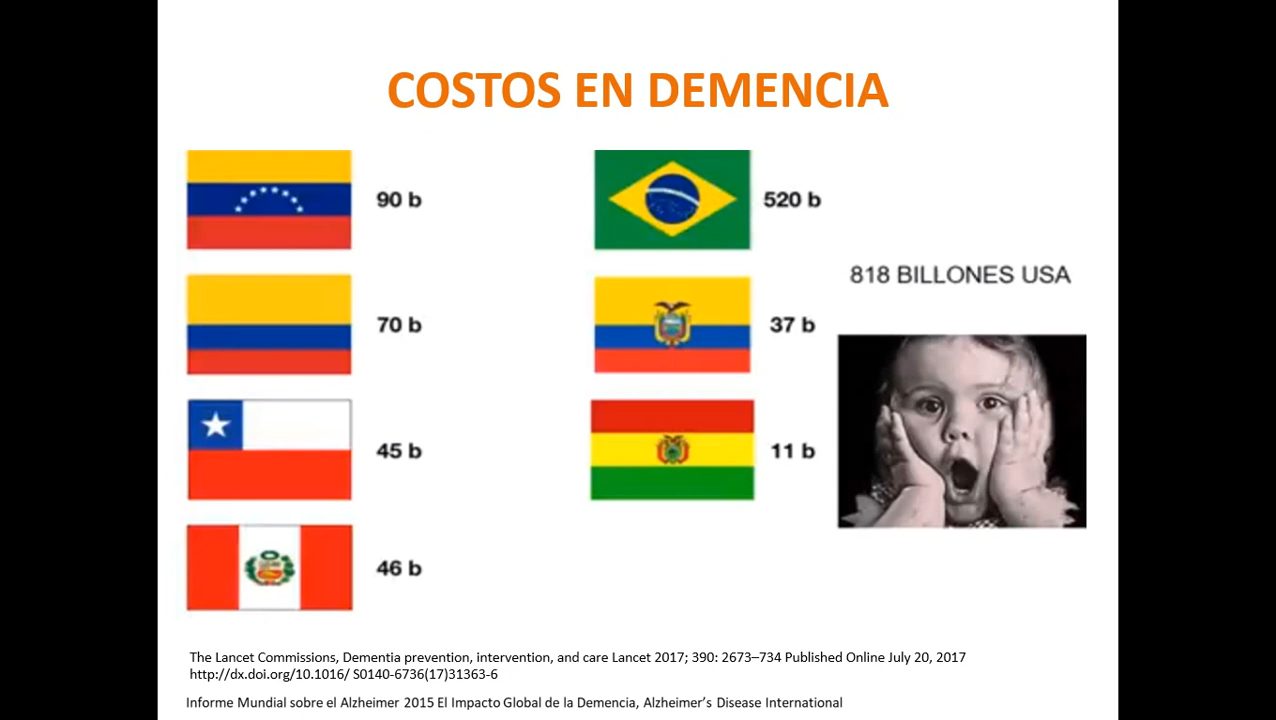 COSTOS EN DEMENCIA
90 b
520 b
818 BILLONES USA
70 b
37 b
45 b
11 b
46 b
The Lancet Commissions, Dementia prevention, intervention, and care Lancet 2017; 390: 2673–734 Published Online July 20, 2017
http://dx.doi.org/10.1016/ S0140-6736(17)31363-6
Informe Mundial sobre el Alzheimer 2015 El Impacto Global de la Demencia, Alzheimer's Disease International